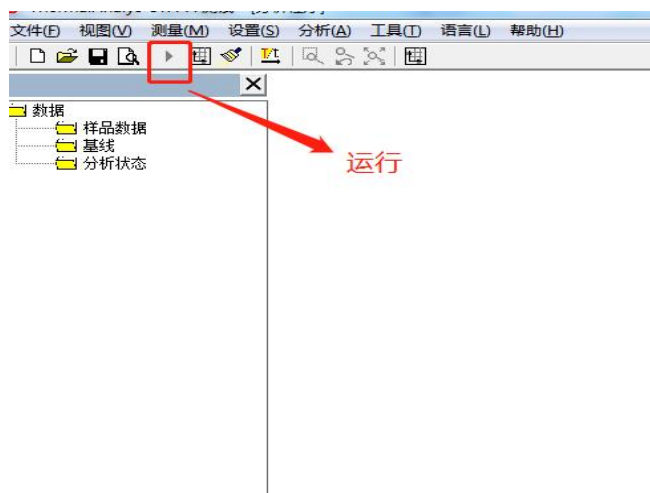 文件(F) 视图(V) 测量(M) 设置(S) 分析(A) 工具(T) 语言(L) 帮助(H)
数据
样品数据
基线
分析状态
运行